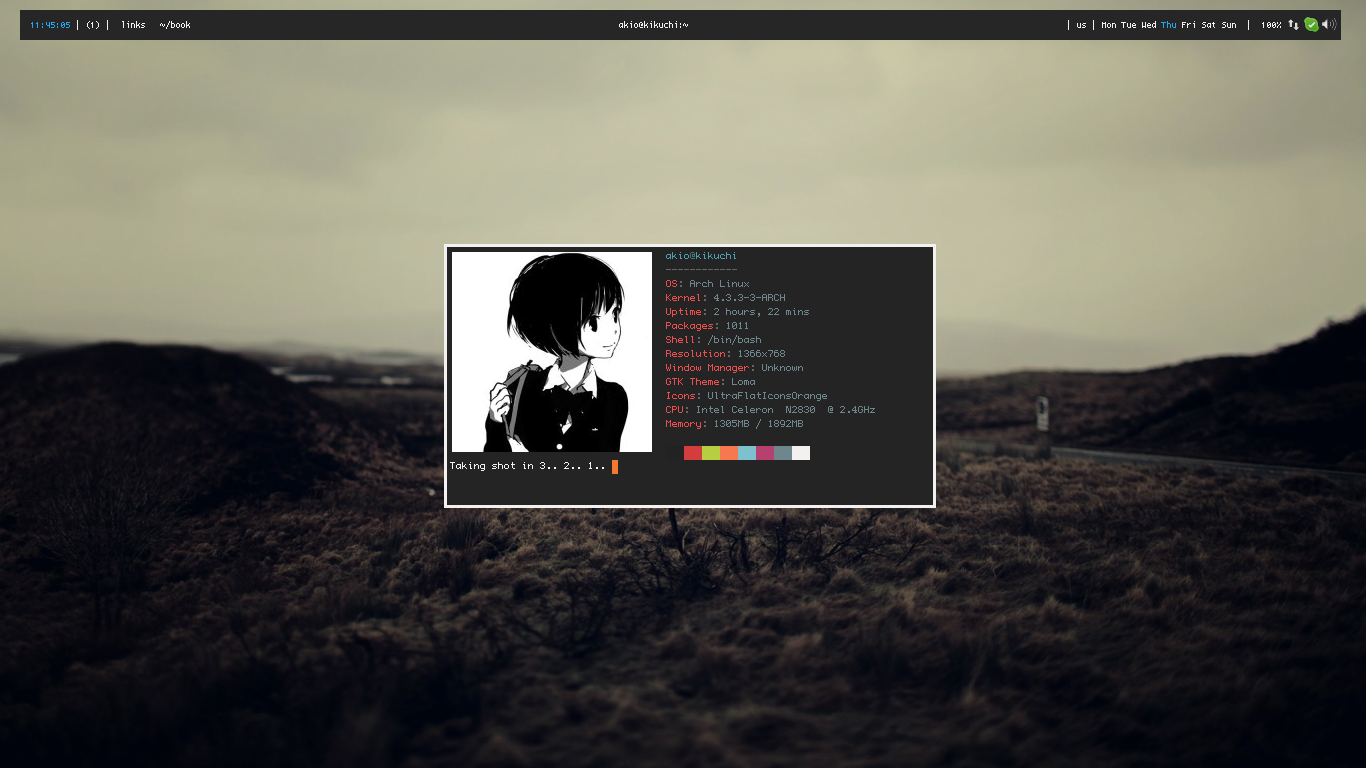 11:45:05 | (1) | links ~/book akio@kikuchi:~ | us | Mon Tue Wed Thu Fri Sat Sun | 100%
akio@kikuchi
------------
OS: Arch Linux
Kernel: 4.3.3-3-ARCH
Uptime: 2 hours, 22 mins
Packages: 1011
Shell: /bin/bash
Resolution: 1366x768
Window Manager: Unknown
GTK Theme: Loma
Icons: UltraFlatIconsOrange
CPU: Intel Celeron  N2830  @ 2.4GHz
Memory: 1305MB / 1892MB
Taking shot in 3.. 2.. 1..